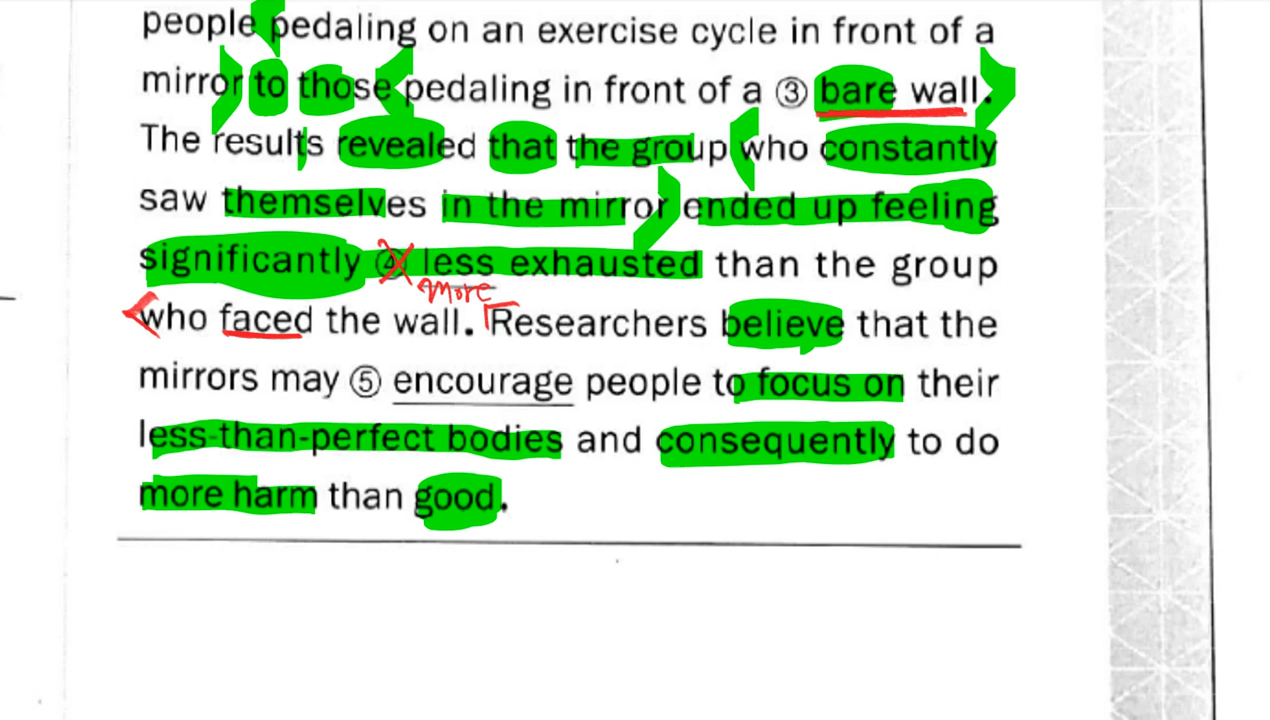 people pedaling on an exercise cycle in front of a
mirror to those pedaling in front of a ③ bare wall.
The results revealed that the group who constantly
saw themselves in the mirror ended up feeling
significantly ④ less exhausted than the group
more
who faced the wall. Researchers believe that the
mirrors may ⑤ encourage people to focus on their
less-than-perfect bodies and consequently to do
more harm than good.